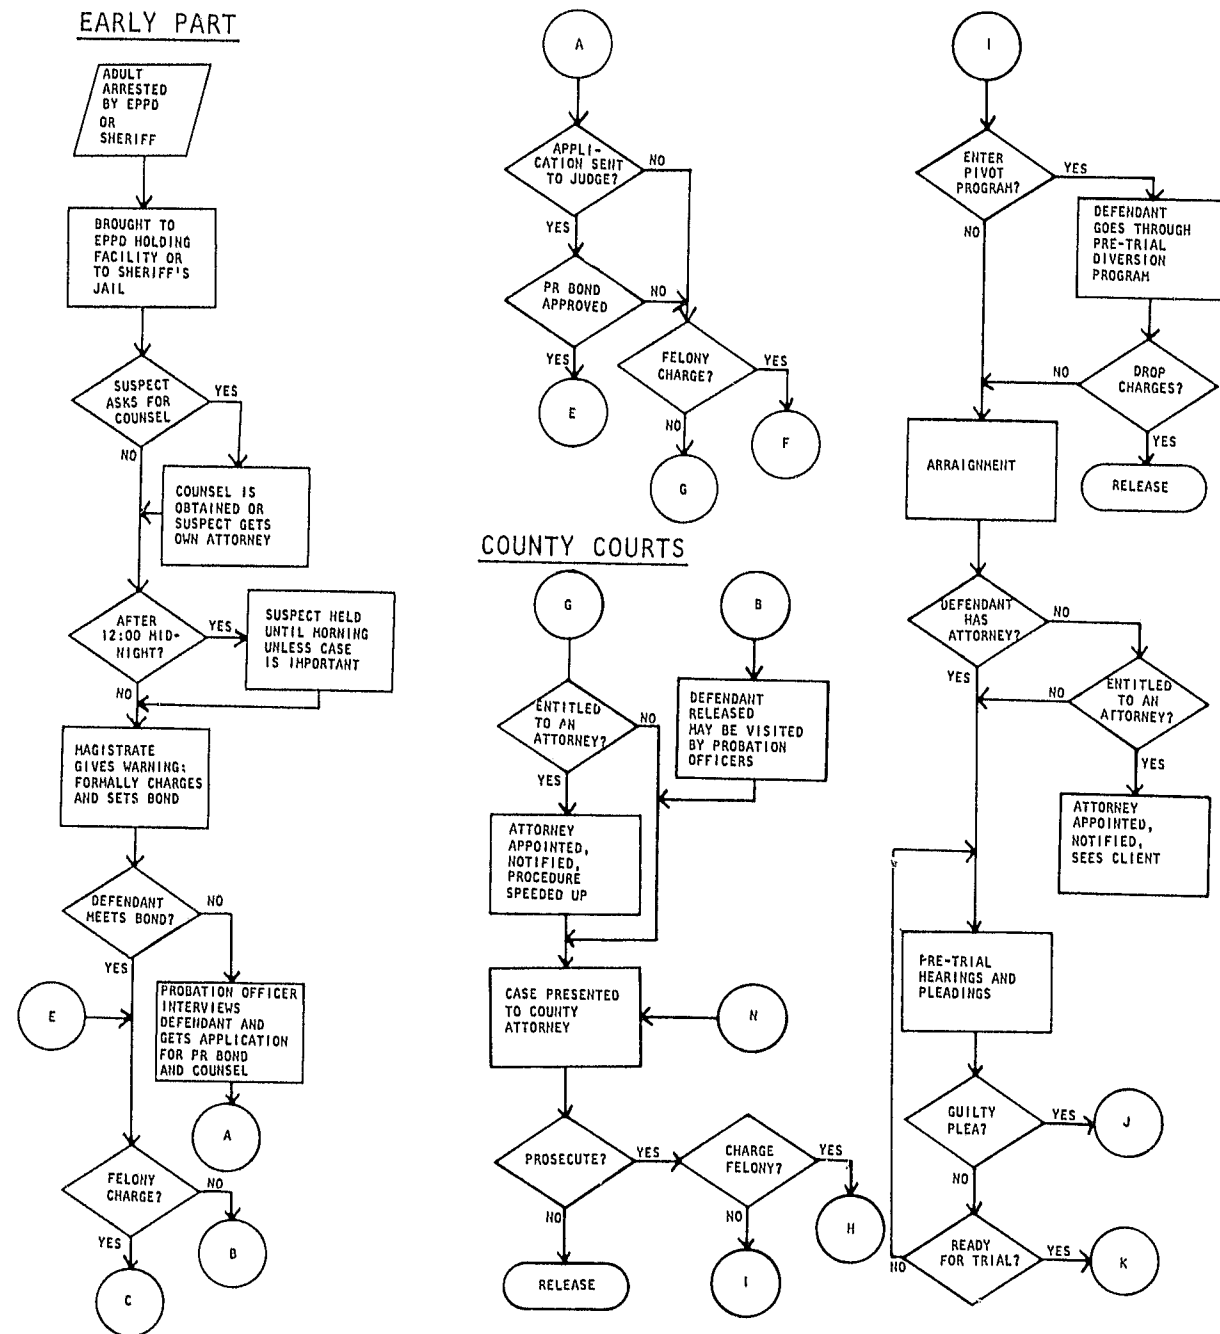 EARLY PART
ADULT
ARRESTED
BY EPPD
OR
SHERIFF
BROUGHT TO
EPPD HOLDING
FACILITY OR
TO SHERIFF'S
JAIL
SUSPECT
ASKS FOR
COUNSEL
YES
NO
COUNSEL IS
OBTAINED OR
SUSPECT GETS
OWN ATTORNEY
AFTER
12:00 MID-
NIGHT?
YES
NO
SUSPECT HELD
UNTIL MORNING
UNLESS CASE
IS IMPORTANT
MAGISTRATE
GIVES WARNING;
FORMALLY CHARGES
AND SETS BOND
DEFENDANT
MEETS BOND?
NO
YES
E
PROBATION OFFICER
INTERVIEWS
DEFENDANT AND
GETS APPLICATION
FOR PR BOND
AND COUNSEL
A
FELONY
CHARGE?
NO
YES
B
C
A
APPLI-
CATION SENT
TO JUDGE?
NO
YES
PR BOND
APPROVED
NO
YES
E
FELONY
CHARGE?
YES
NO
F
G
COUNTY COURTS
G
B
ENTITLED
TO AN
ATTORNEY?
NO
YES
DEFENDANT
RELEASED
MAY BE VISITED
BY PROBATION
OFFICERS
ATTORNEY
APPOINTED,
NOTIFIED,
PROCEDURE
SPEEDED UP
CASE PRESENTED
TO COUNTY
ATTORNEY
N
PROSECUTE?
YES
NO
RELEASE
CHARGE
FELONY?
YES
NO
H
I
I
ENTER
PIVOT
PROGRAM?
YES
NO
DEFENDANT
GOES THROUGH
PRE-TRIAL
DIVERSION
PROGRAM
DROP
CHARGES?
NO
YES
RELEASE
ARRAIGNMENT
DEFENDANT
HAS
ATTORNEY?
NO
YES
ENTITLED
TO AN
ATTORNEY?
NO
YES
ATTORNEY
APPOINTED,
NOTIFIED,
SEES CLIENT
PRE-TRIAL
HEARINGS AND
PLEADINGS
GUILTY
PLEA?
YES
NO
J
READY
FOR TRIAL?
YES
NO
K